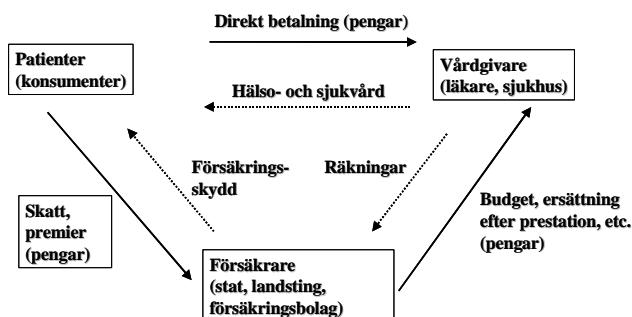 Direkt betalning (pengar)
Patienter
(konsumenter)
Vårdgivare
(läkare, sjukhus)
Hälso- och sjukvård
Försäkrings-
skydd
Räkningar
Skatt,
premier
(pengar)
Budget, ersättning
efter prestation, etc.
(pengar)
Försäkrare
(stat, landsting,
försäkringsbolag)